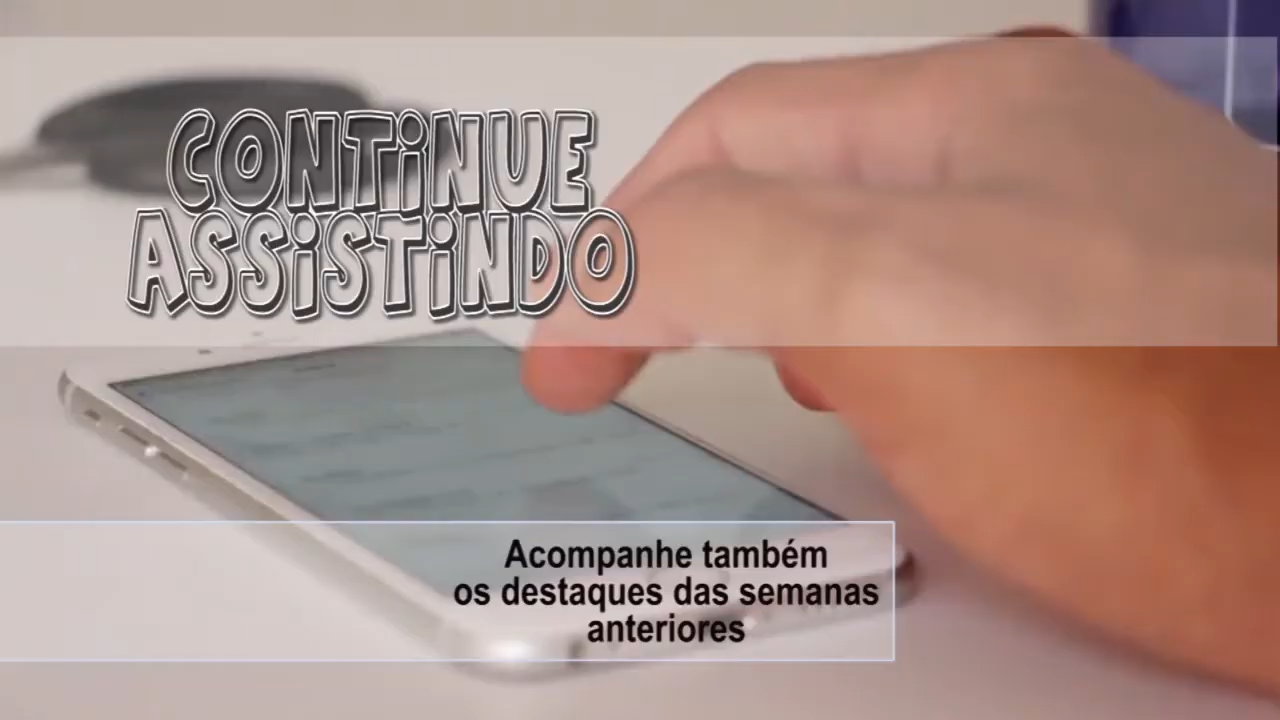 CONTINUE
ASSISTINDO
Acompanhe também
os destaques das semanas
anteriores